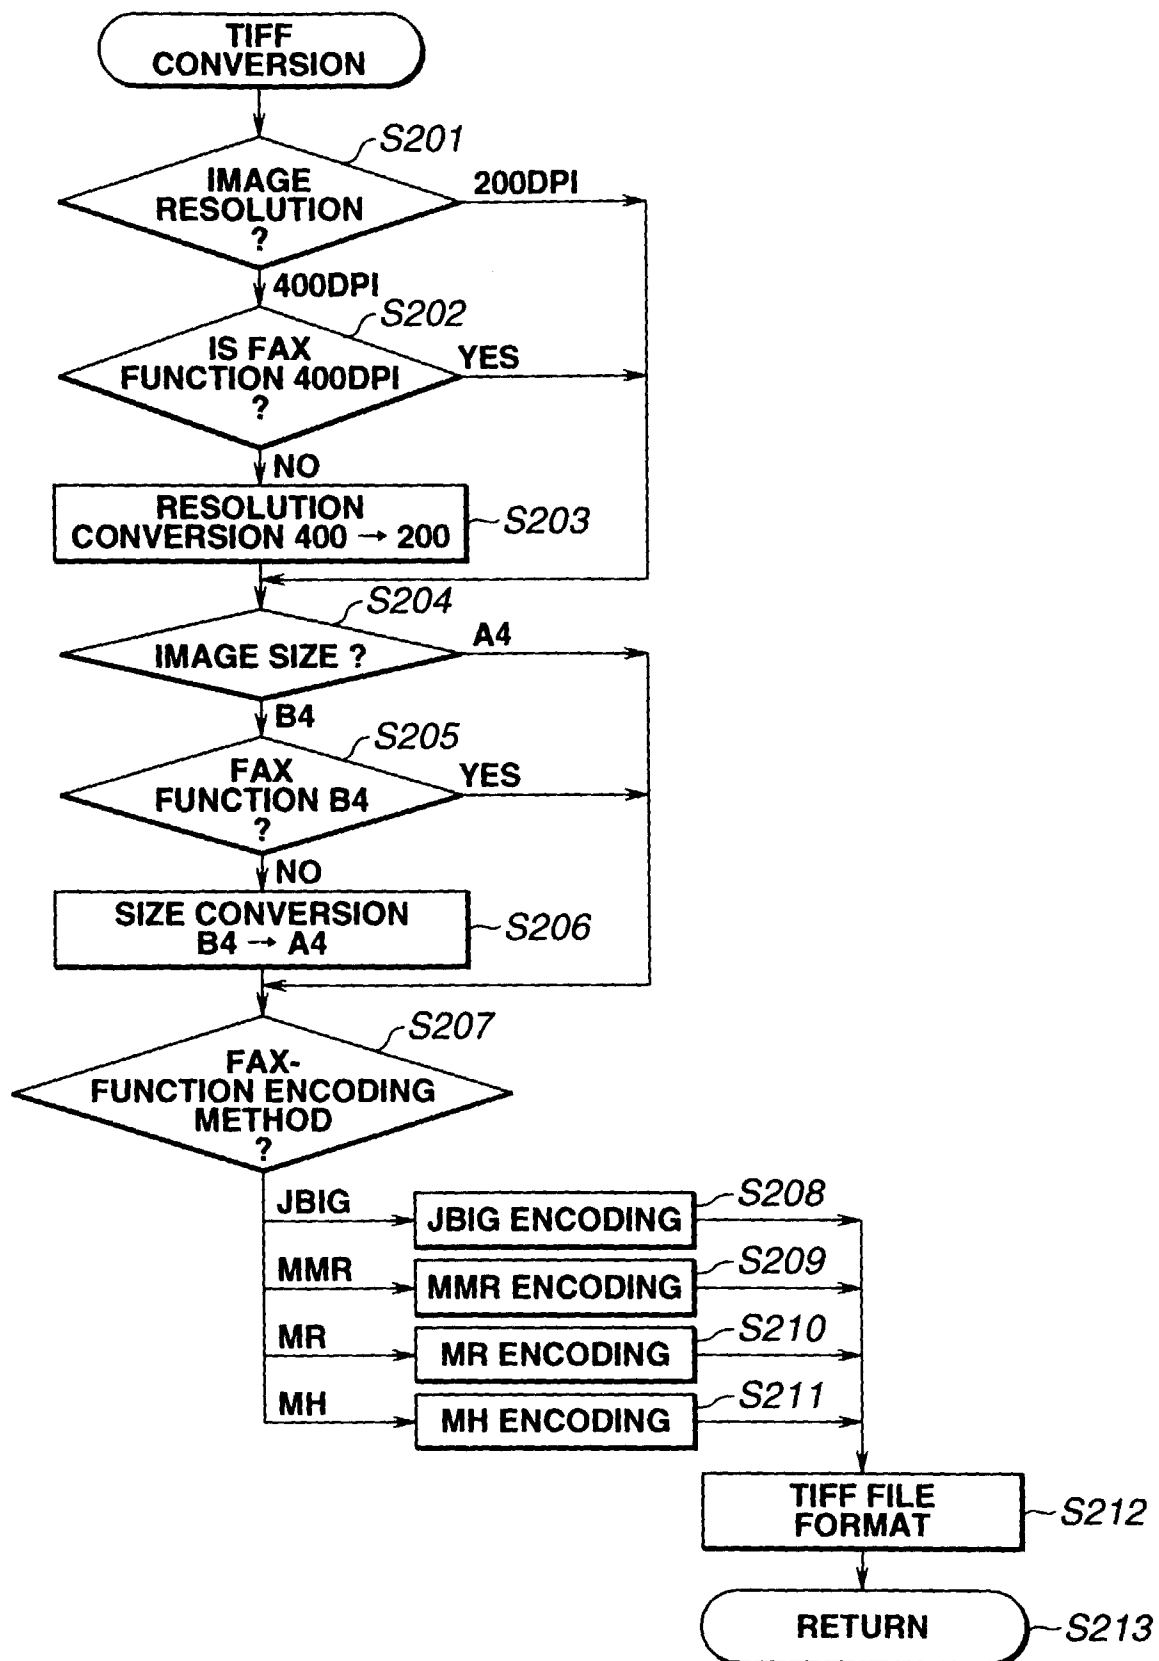 TIFF
CONVERSION
S201
IMAGE
RESOLUTION
?
200DPI
400DPI
S202
IS FAX
FUNCTION 400DPI
?
YES
NO
RESOLUTION
CONVERSION 400 → 200
S203
S204
IMAGE SIZE ?
A4
B4
S205
FAX
FUNCTION B4
?
YES
NO
SIZE CONVERSION
B4 → A4
S206
S207
FAX-
FUNCTION ENCODING
METHOD
?
JBIG
JBIG ENCODING
S208
MMR
MMR ENCODING
S209
MR
MR ENCODING
S210
MH
MH ENCODING
S211
TIFF FILE
FORMAT
S212
RETURN
S213